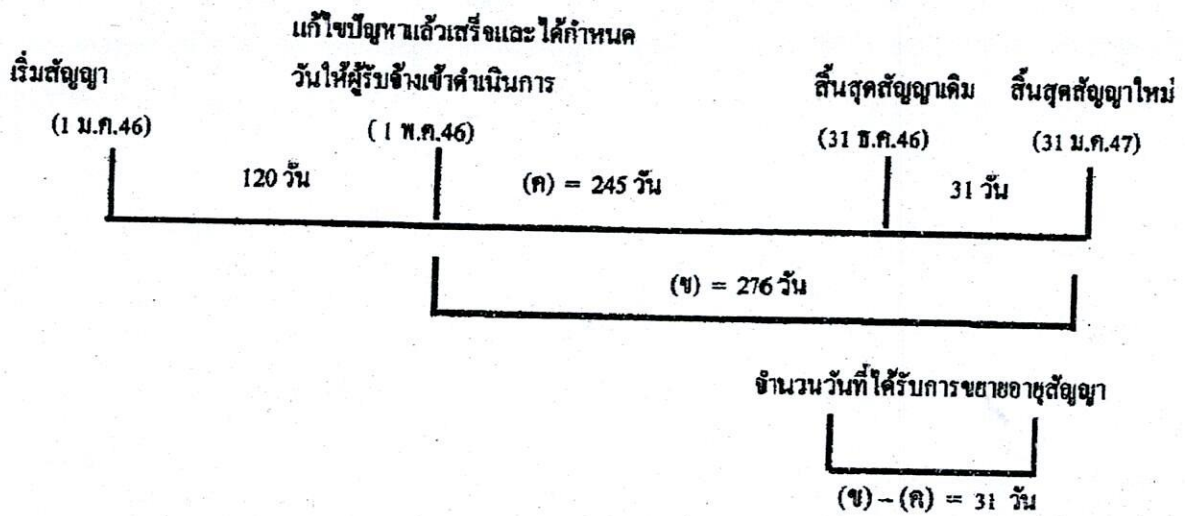 แก้ไขปัญหาแล้วเสร็จและได้กำหนด
เริ่มสัญญา วันให้ผู้รับจ้างเข้าดำเนินการ สิ้นสุดสัญญาเดิม สิ้นสุดสัญญาใหม่
(1 ม.ค.46) (1 พ.ค.46) (31 ธ.ค.46) (31 ม.ค.47)
120 วัน (ค) = 245 วัน 31 วัน
(ข) = 276 วัน
จำนวนวันที่ได้รับการขยายอายุสัญญา
(ข) – (ค) = 31 วัน